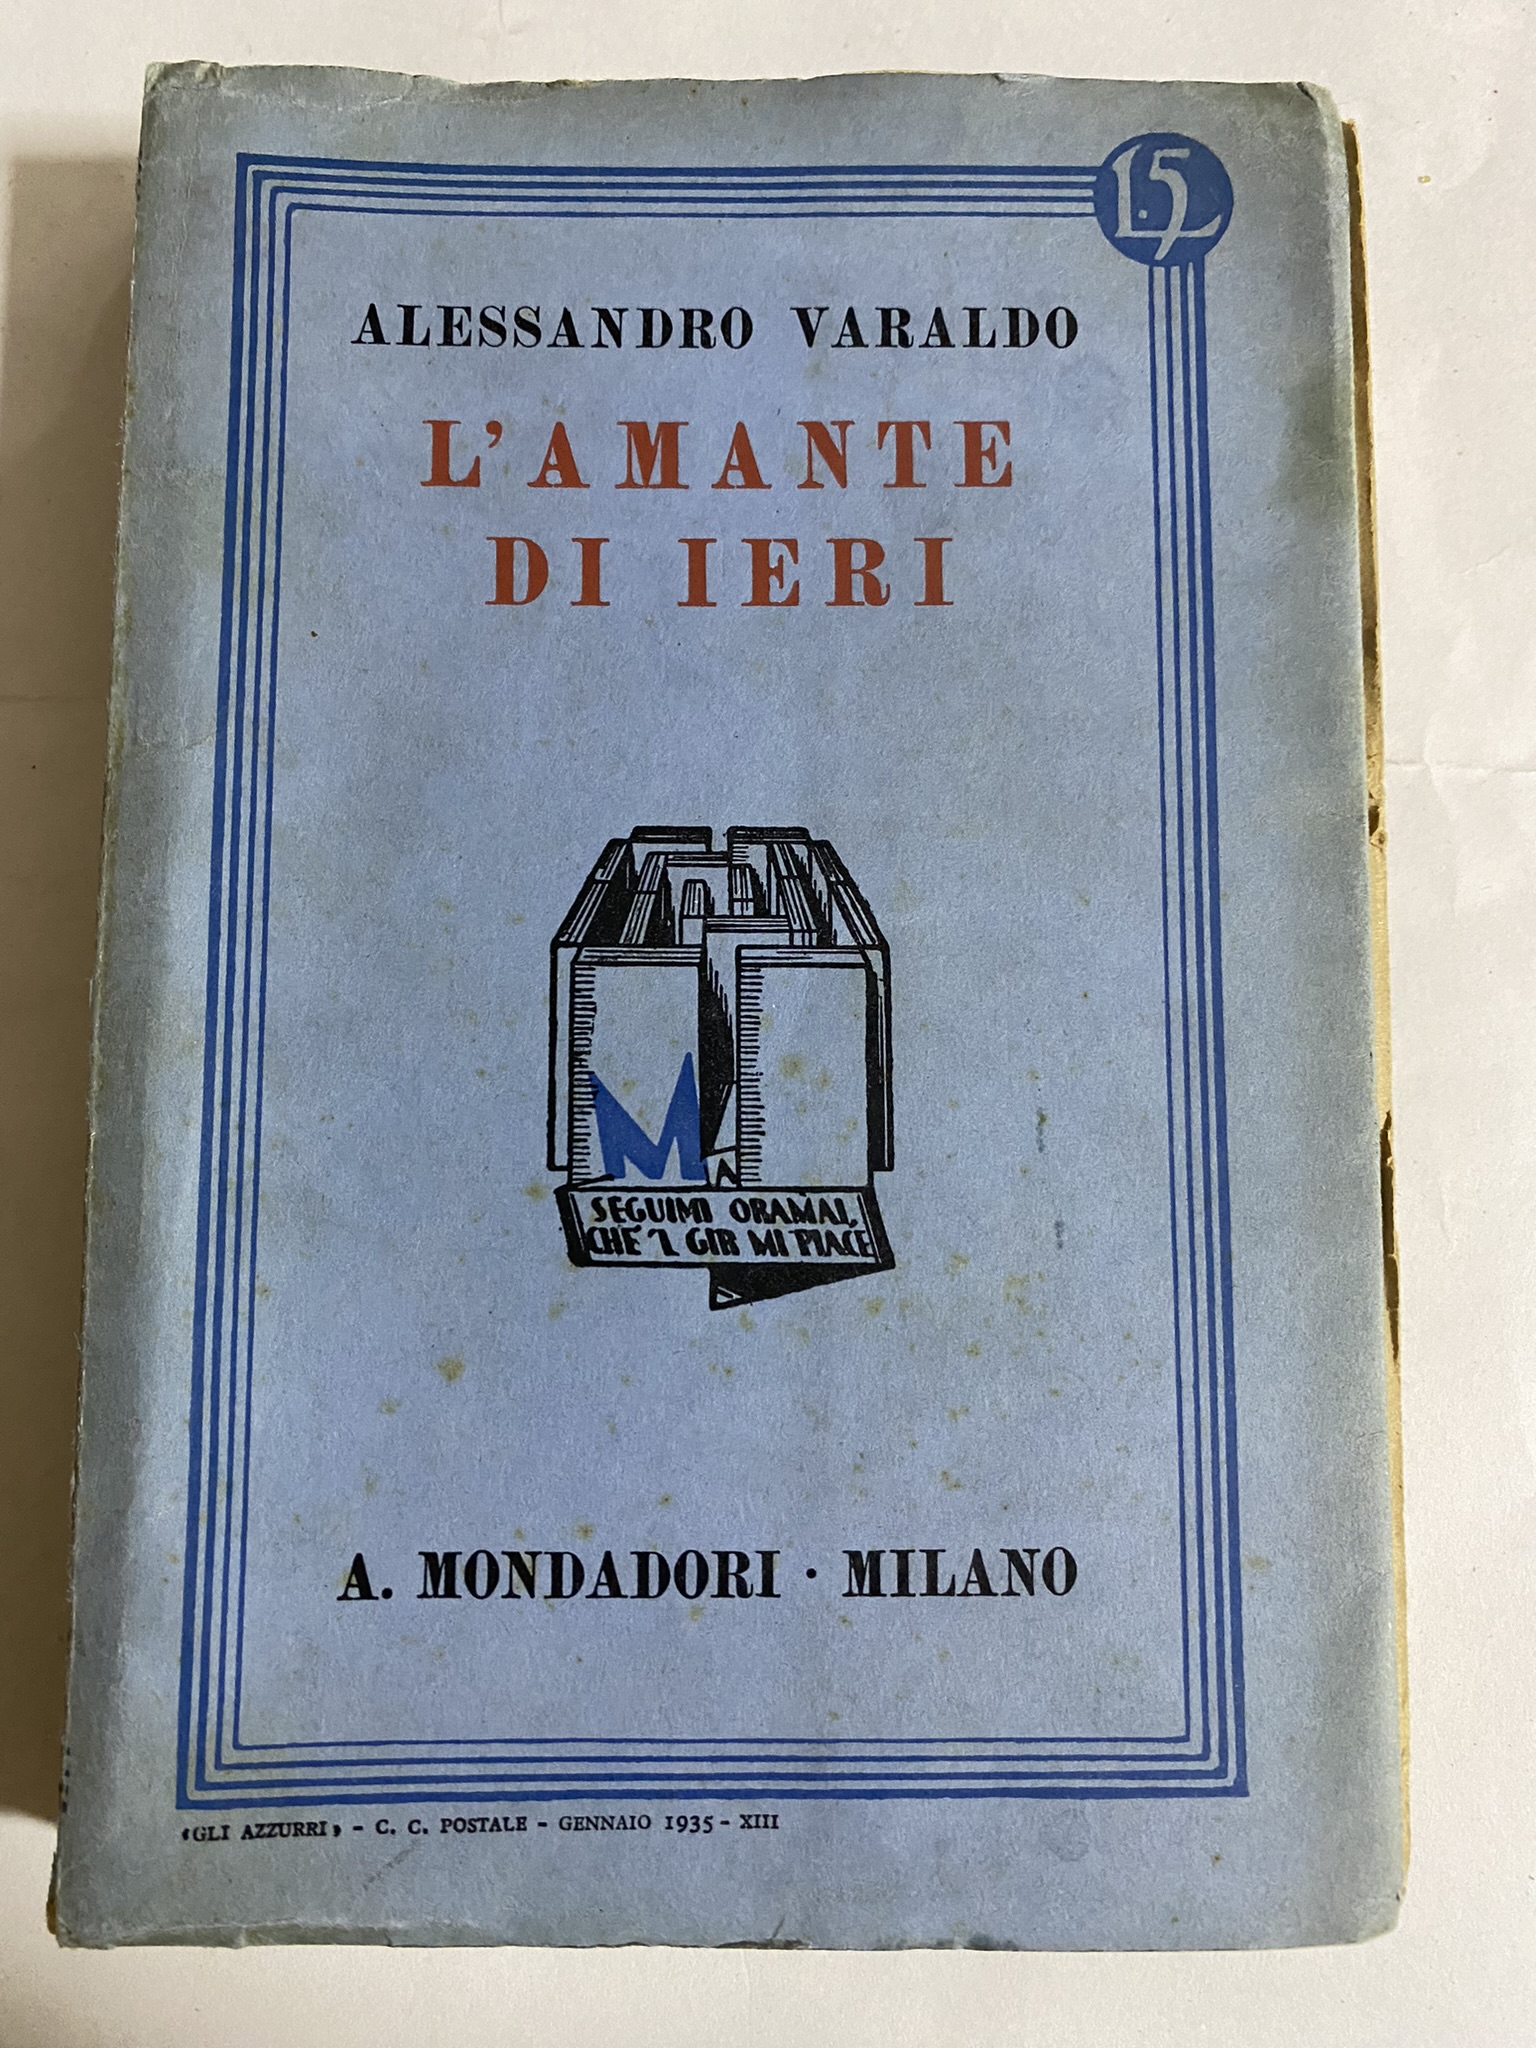 L.5
ALESSANDRO VARALDO
L'AMANTE
DI IERI
M
SEGUIMI ORAMAI,
CHE 'L GIR MI PIACE
A. MONDADORI · MILANO
«GLI AZZURRI» - C. C. POSTALE - GENNAIO 1935 - XIII